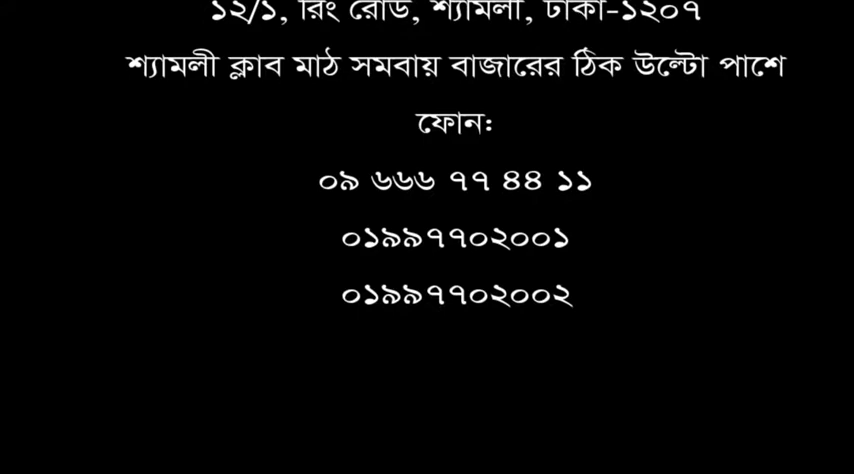 ১২/১, রিং রোড, শ্যামলী, ঢাকা-১২০৭
শ্যামলী ক্লাব মাঠ সমবায় বাজারের ঠিক উল্টো পাশে
ফোন:
০৯ ৬৬৬ ৭৭ ৪৪ ১১
০১৯৯৭৭০২০০১
০১৯৯৭৭০২০০২